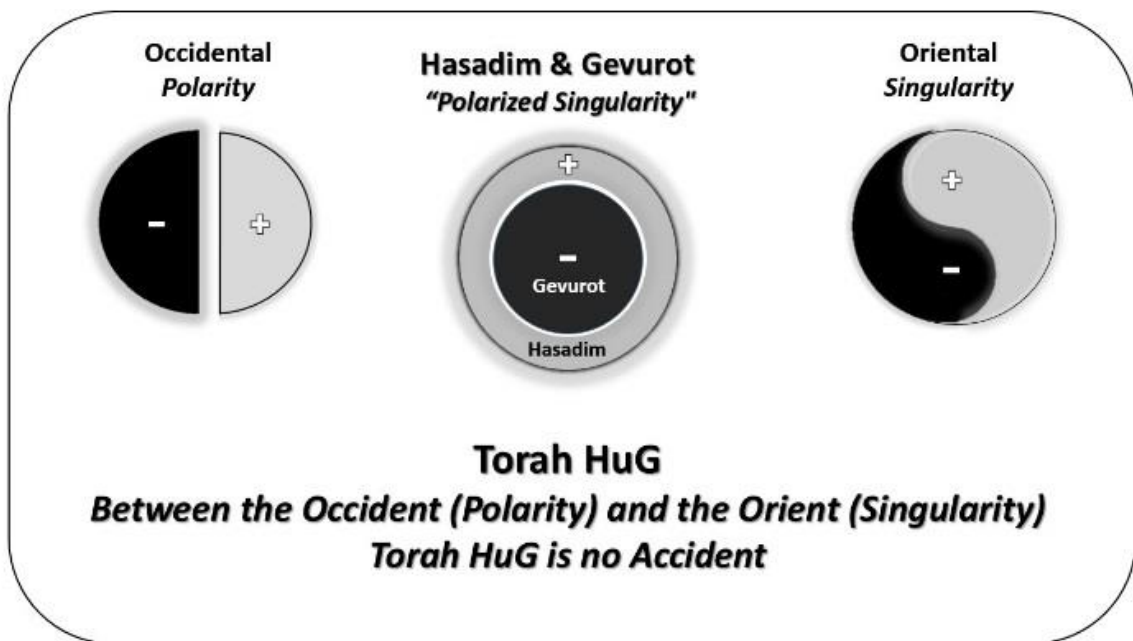 Occidental
Polarity
Hasadim & Gevurot
“Polarized Singularity"
Oriental
Singularity
-
+
+
-
Gevurot
Hasadim
+
-
Torah HuG
Between the Occident (Polarity) and the Orient (Singularity)
Torah HuG is no Accident